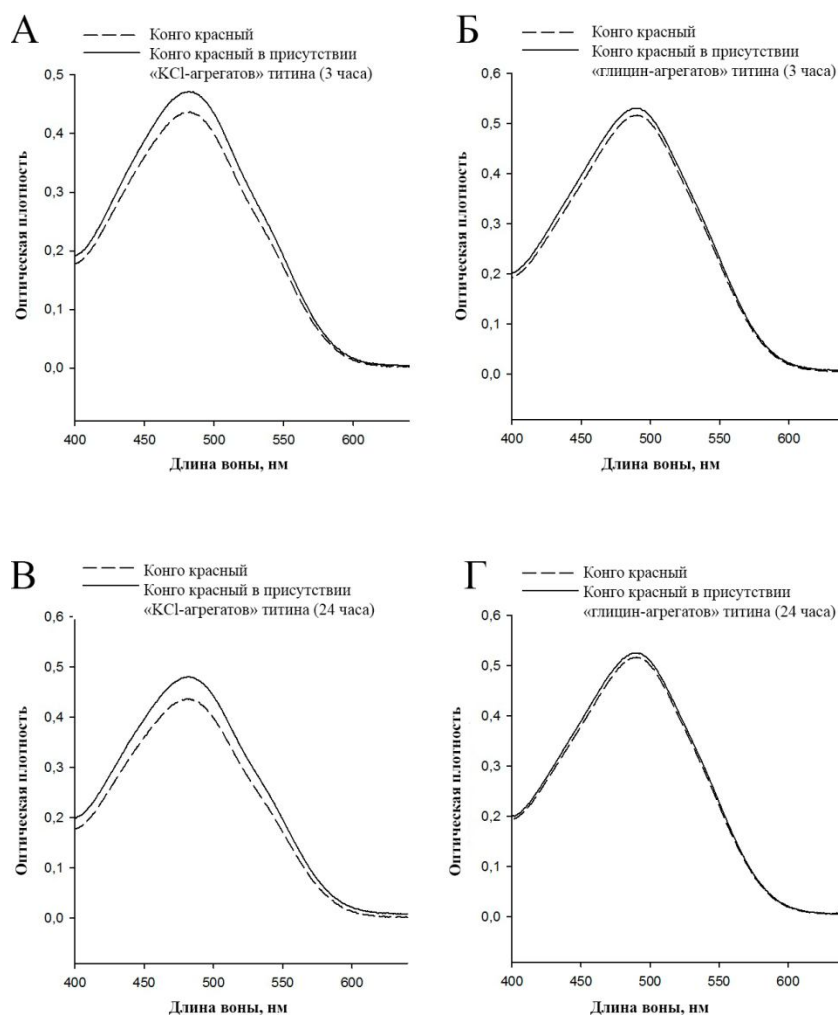 А
Конго красный
Конго красный в присутствии
«KCl-агрегатов» титина (3 часа)
0,5
0,4
0,3
0,2
0,1
0,0
Оптическая плотность
400 450 500 550 600
Длина воны, нм
Б
Конго красный
Конго красный в присутствии
«глицин-агрегатов» титина (3 часа)
0,6
0,5
0,4
0,3
0,2
0,1
0,0
Оптическая плотность
400 450 500 550 600
Длина воны, нм
В
Конго красный
Конго красный в присутствии
«KCl-агрегатов» титина (24 часа)
0,6
0,5
0,4
0,3
0,2
0,1
0,0
Оптическая плотность
400 450 500 550 600
Длина воны, нм
Г
Конго красный
Конго красный в присутствии
«глицин-агрегатов» титина (24 часа)
0,6
0,5
0,4
0,3
0,2
0,1
0,0
Оптическая плотность
400 450 500 550 600
Длина воны, нм